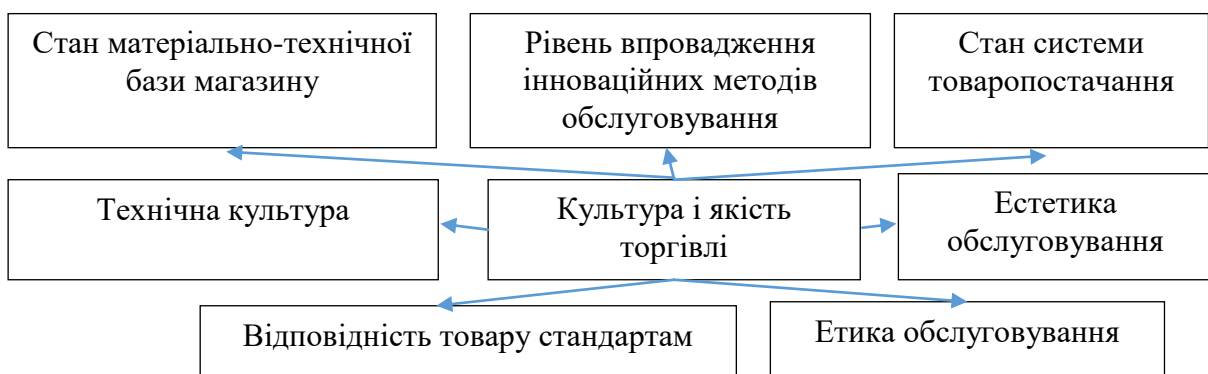 Стан матеріально-технічної
бази магазину
Рівень впровадження
інноваційних методів
обслуговування
Стан системи
товаропостачання
Технічна культура
Культура і якість
торгівлі
Естетика
обслуговування
Відповідність товару стандартам
Етика обслуговування